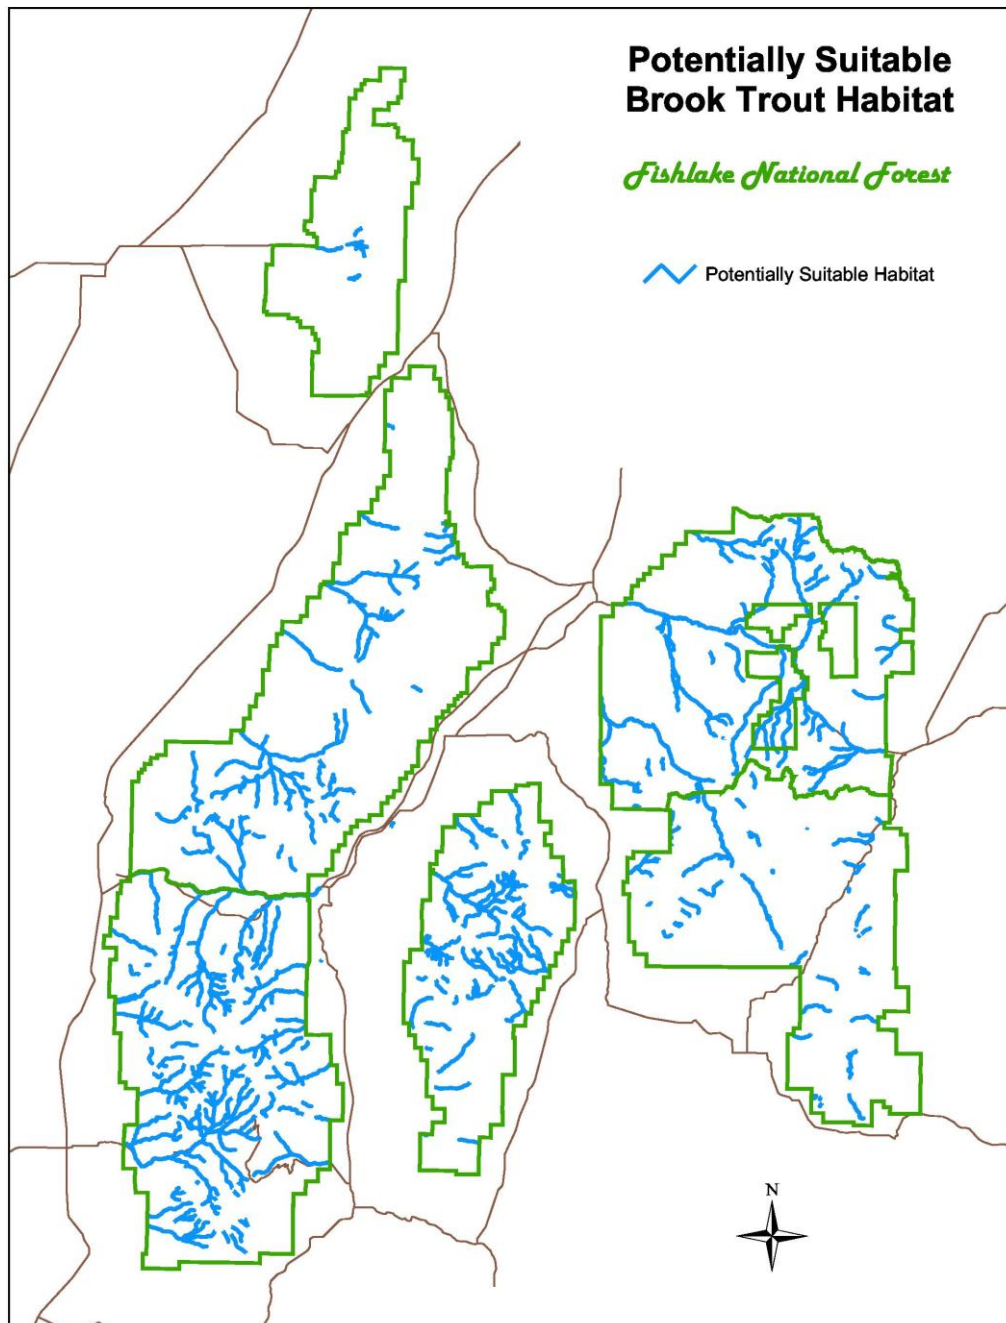 Potentially Suitable
Brook Trout Habitat
Fishlake National Forest
Potentially Suitable Habitat
N